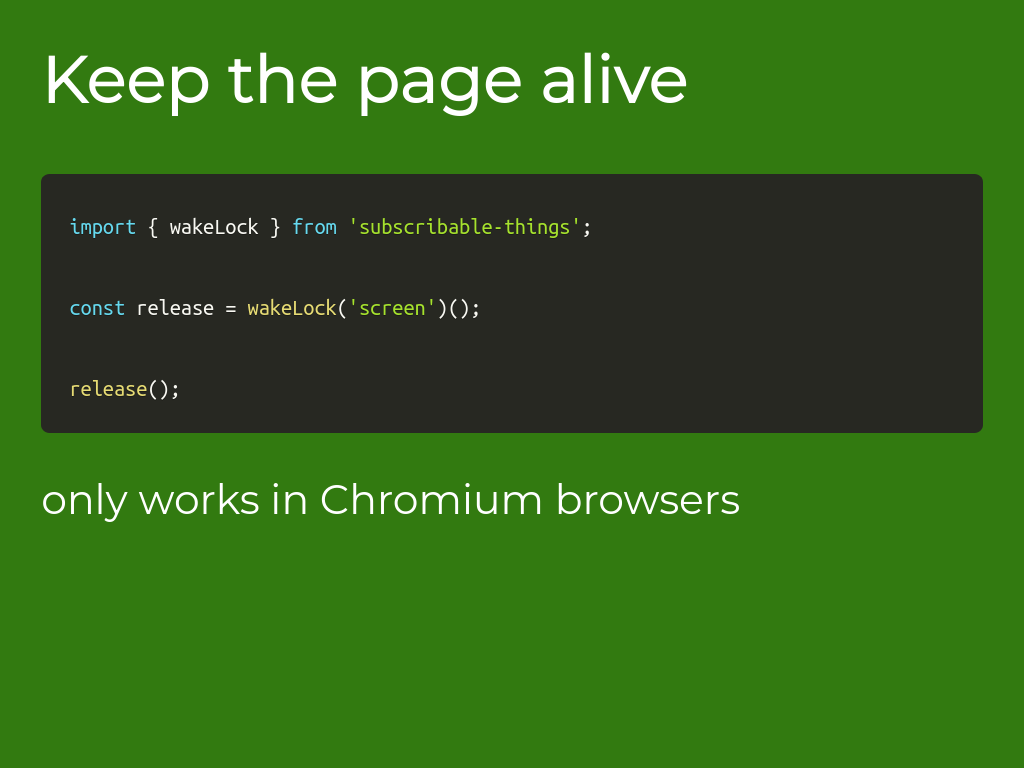 Keep the page alive
import { wakeLock } from 'subscribable-things';
const release = wakeLock('screen')();
release();
only works in Chromium browsers